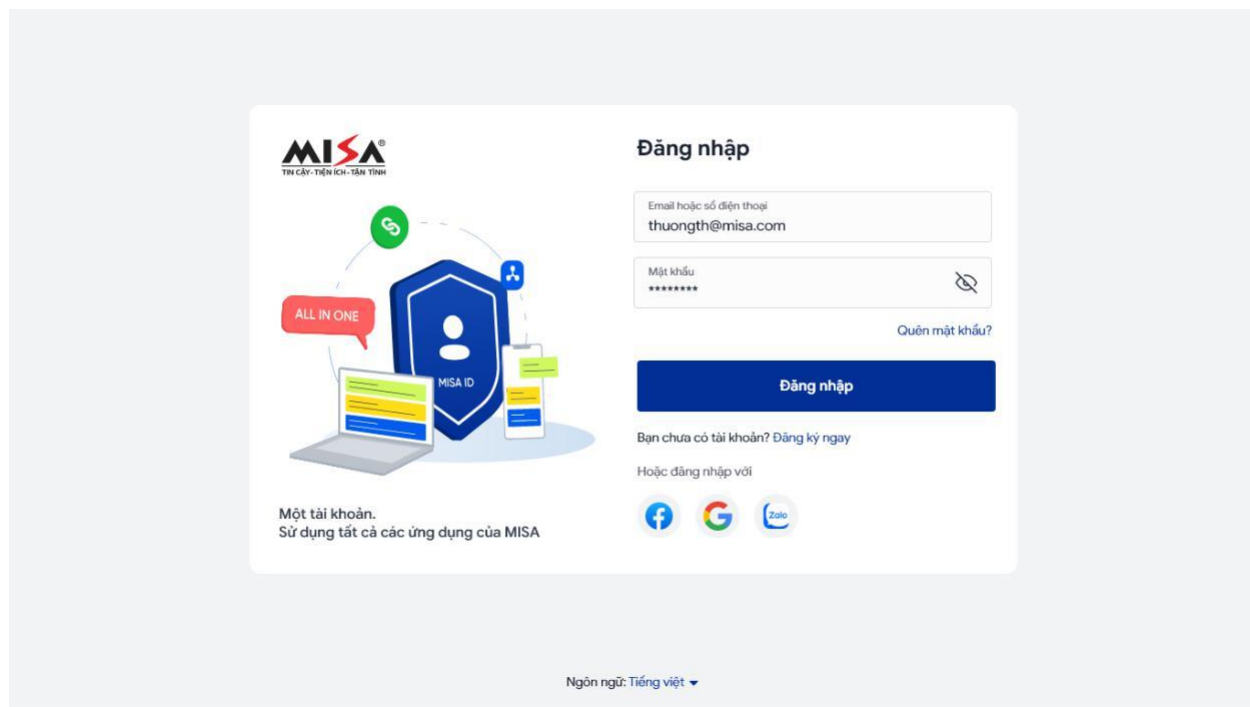 MISA®
TIN CẬY-TIỆN ÍCH-TẬN TÌNH
ALL IN ONE
MISA ID
Một tài khoản.
Sử dụng tất cả các ứng dụng của MISA
Đăng nhập
Email hoặc số điện thoại
thuongth@misa.com
Mật khẩu
********
Quên mật khẩu?
Đăng nhập
Bạn chưa có tài khoản? Đăng ký ngay
Hoặc đăng nhập với
Zalo
Ngôn ngữ: Tiếng việt